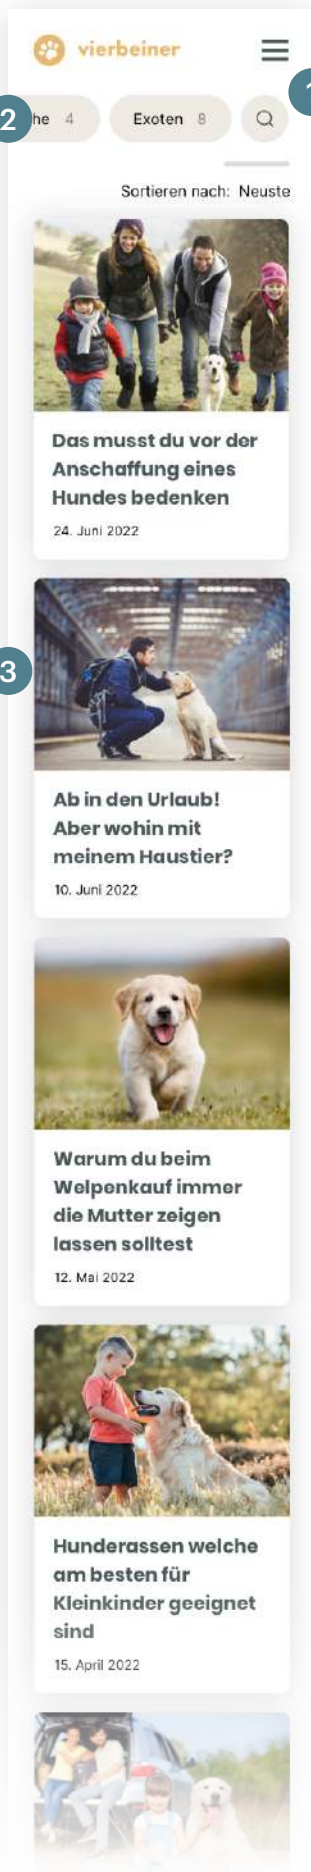 vierbeiner
2
he 4
Exoten 8
Sortieren nach: Neuste
Das musst du vor der
Anschaffung eines
Hundes bedenken
24. Juni 2022
3
Ab in den Urlaub!
Aber wohin mit
meinem Haustier?
10. Juni 2022
Warum du beim
Welpenkauf immer
die Mutter zeigen
lassen solltest
12. Mai 2022
Hunderassen welche
am besten für
Kleinkinder geeignet
sind
15. April 2022